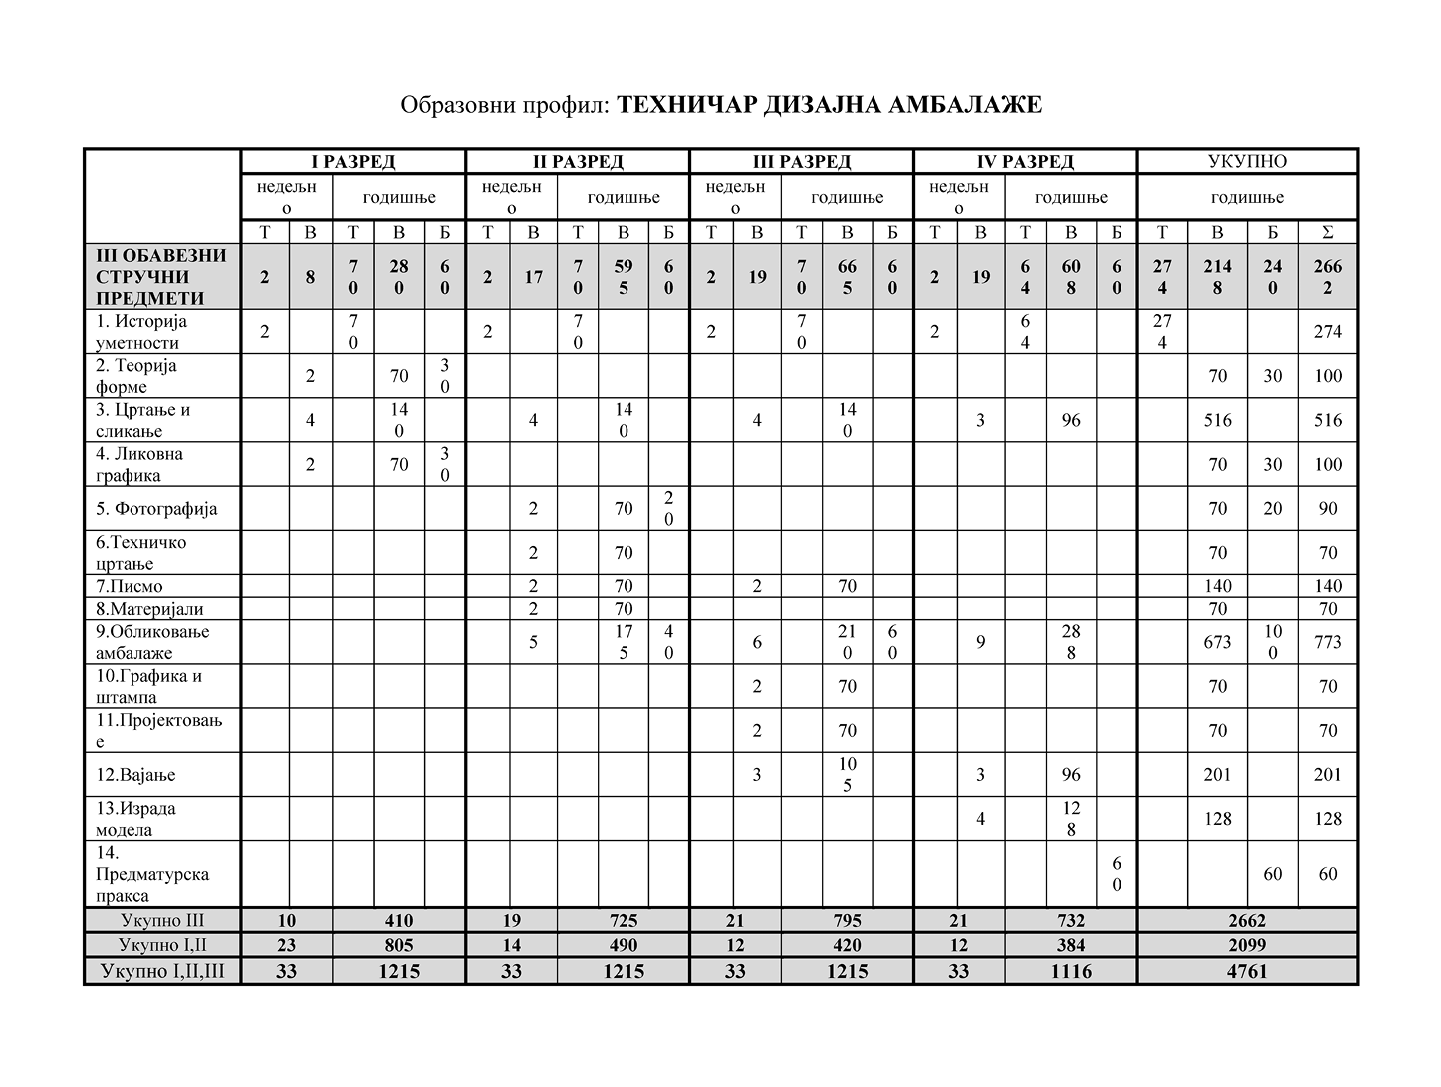 Образовни профил: ТЕХНИЧАР ДИЗАЈНА АМБАЛАЖЕ
I РАЗРЕД II РАЗРЕД III РАЗРЕД IV РАЗРЕД УКУПНО
недељн
о годишње недељн
о годишње недељн
о годишње недељн
о годишње годишње
Т В Т В Б Т В Т В Б Т В Т В Б Т В Т В Б Т В Б Σ
III ОБАВЕЗНИ
СТРУЧНИ
ПРЕДМЕТИ 2 8 70 280 60 2 17 70 595 60 2 19 70 665 60 2 19 64 608 60 274 2148 240 2662
1. Историја
уметности 2 70 2 70 2 70 2 64 274 274
2. Теорија
форме 2 70 30 70 30 100
3. Цртање и
сликање 4 140 4 140 4 140 3 96 516 516
4. Ликовна
графика 2 70 30 70 30 100
5. Фотографија 2 70 20 70 20 90
6.Техничко
цртање 2 70 70 70
7.Писмо 2 70 2 70 140 140
8.Материјали 2 70 70 70
9.Обликовање
амбалаже 5 175 40 6 210 60 9 288 673 100 773
10.Графика и
штампа 2 70 70 70
11.Пројектовањ
е 2 70 70 70
12.Вајање 3 105 3 96 201 201
13.Израда
модела 4 128 128 128
14.
Предматурска
пракса 60 60 60
Укупно III 10 410 19 725 21 795 21 732 2662
Укупно I,II 23 805 14 490 12 420 12 384 2099
Укупно I,II,III 33 1215 33 1215 33 1215 33 1116 4761